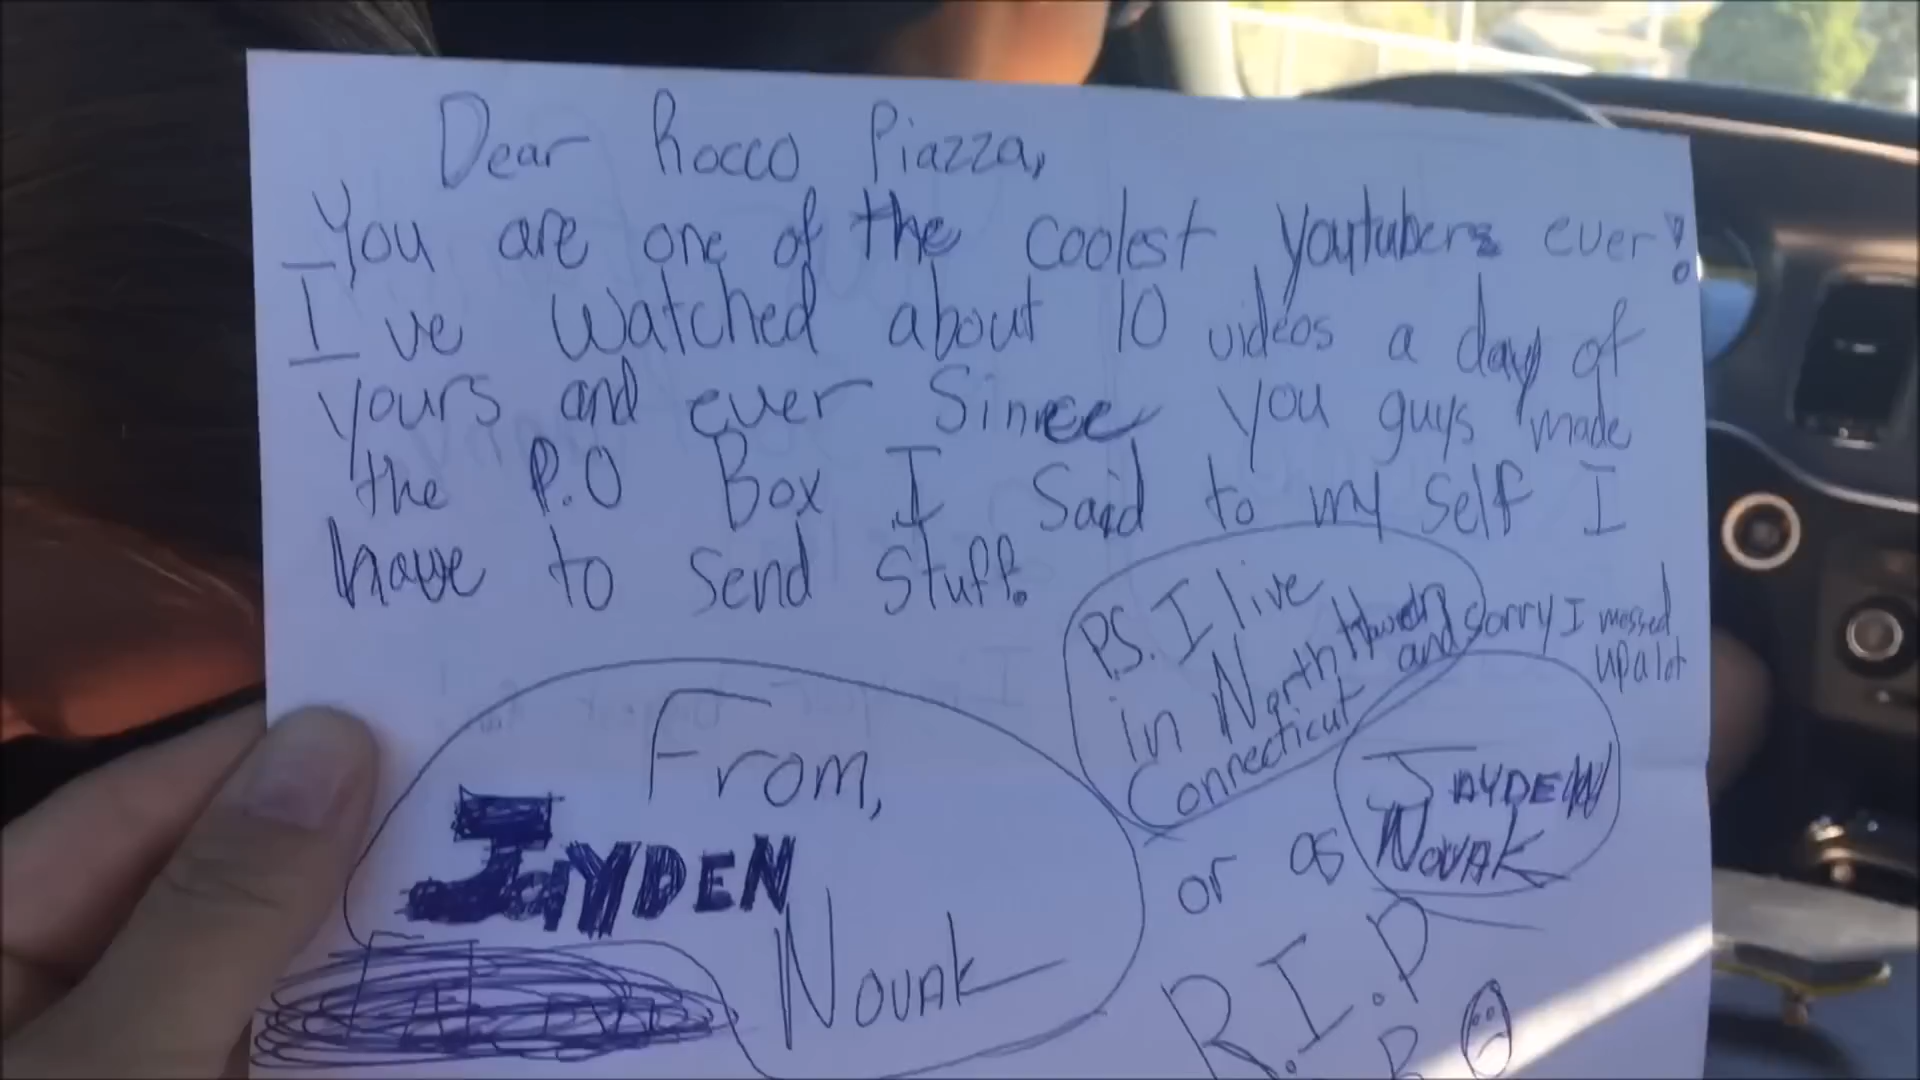 Dear Rocco Piazza,
You are one of the coolest youtubers ever!
I've watched about 10 videos a day of
yours and ever Since you guys made
the P.O Box I Said to my self I
have to send stuff.
P.S. I live
in North Haven
Connecticut and
sorry I messed
up alot
From,
JAYDEN
Novak
or as
JAYDEN
Novak
R.I.P